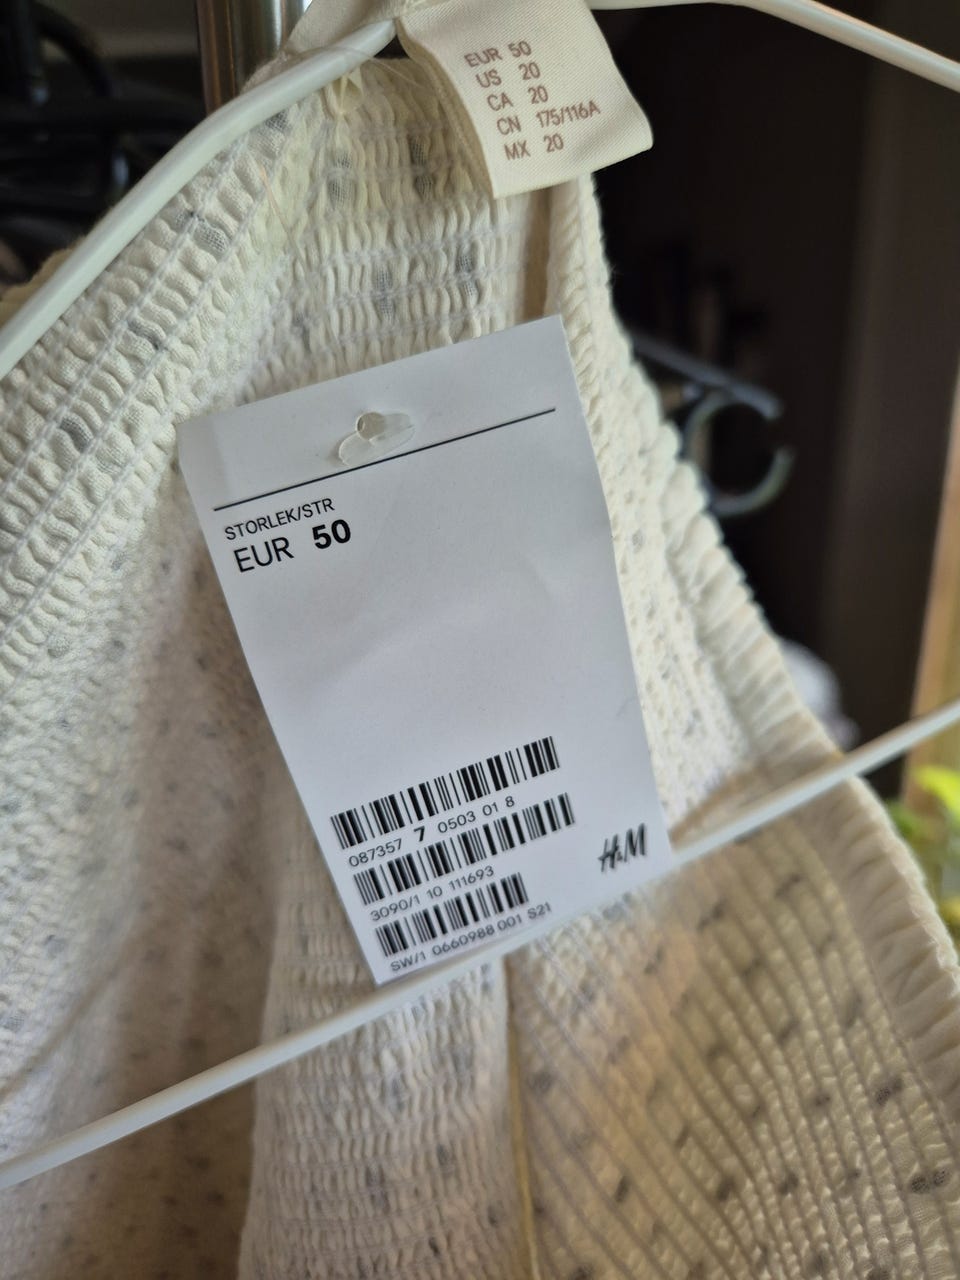 EUR 50
US 20
CA 20
CN 175/116A
MX 20
STORLEK/STR
EUR 50
087357 7 0503 01 8
3090/1 10 111693
SW/1 0660988 001 S21
H&M